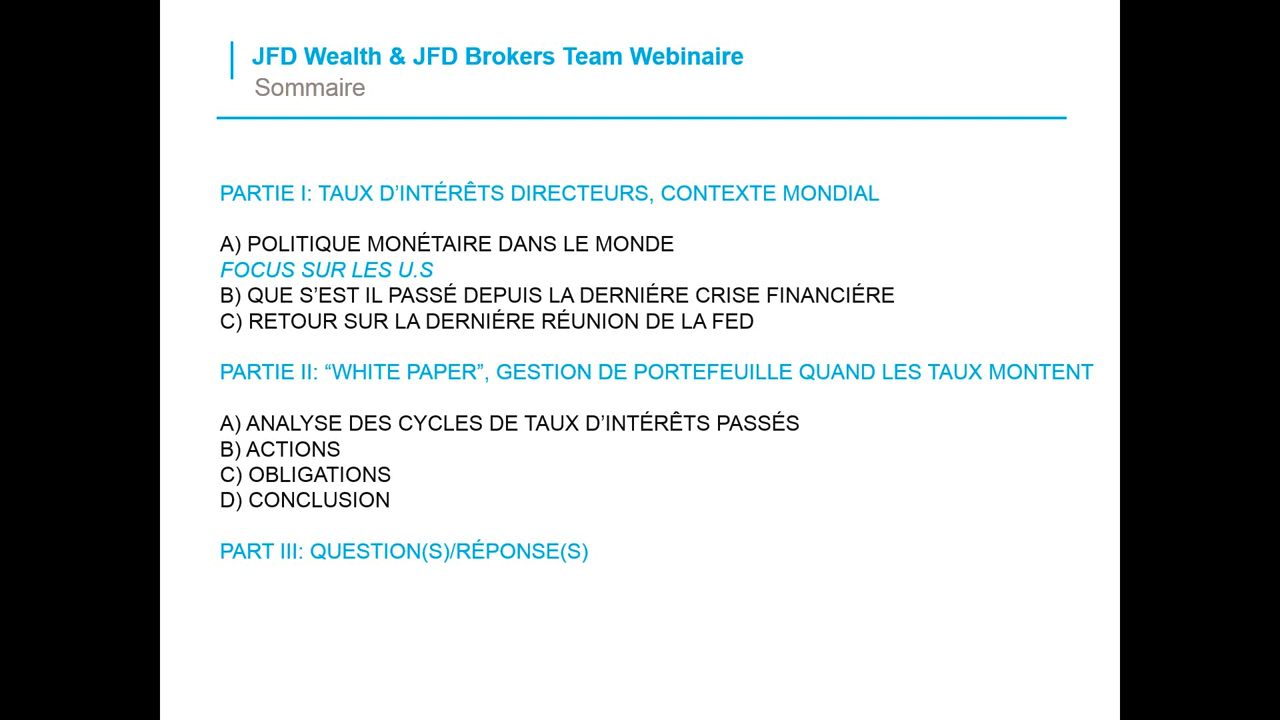 JFD Wealth & JFD Brokers Team Webinaire
Sommaire
PARTIE I: TAUX D’INTÉRÊTS DIRECTEURS, CONTEXTE MONDIAL
A) POLITIQUE MONÉTAIRE DANS LE MONDE
FOCUS SUR LES U.S
B) QUE S’EST IL PASSÉ DEPUIS LA DERNIÉRE CRISE FINANCIÉRE
C) RETOUR SUR LA DERNIÉRE RÉUNION DE LA FED
PARTIE II: “WHITE PAPER”, GESTION DE PORTEFEUILLE QUAND LES TAUX MONTENT
A) ANALYSE DES CYCLES DE TAUX D’INTÉRÊTS PASSÉS
B) ACTIONS
C) OBLIGATIONS
D) CONCLUSION
PART III: QUESTION(S)/RÉPONSE(S)